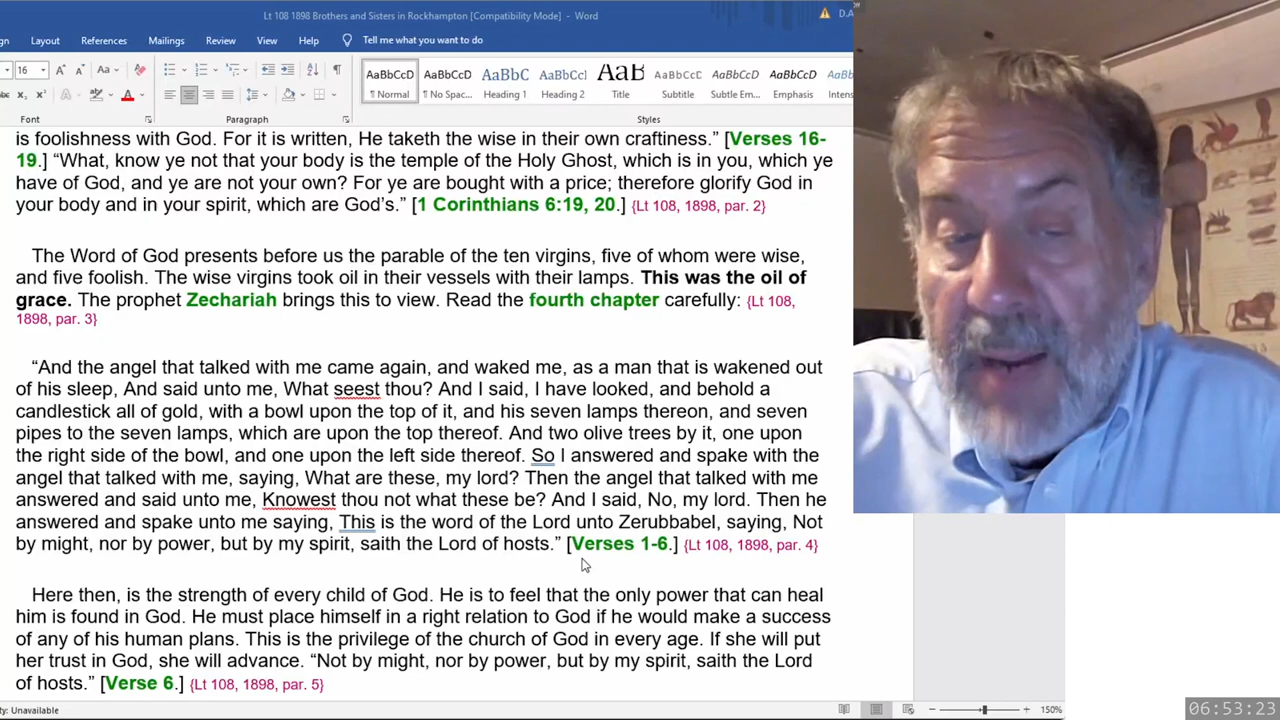 Lt 108 1898 Brothers and Sisters in Rockhampton [Compatibility Mode] - Word
D.A
Layout References Mailings Review View Help Tell me what you want to do
16 Aa
AaBbCcD AaBbCcD AaBbC AaBbCcl AaB AaBbCcD AaBbCcD AaBbCcD
¶ Normal ¶ No Spac... Heading 1 Heading 2 Title Subtitle Subtle Em... Emphasis Intens
Font Paragraph Styles
is foolishness with God. For it is written, He taketh the wise in their own craftiness.” [Verses 16-
19.] “What, know ye not that your body is the temple of the Holy Ghost, which is in you, which ye
have of God, and ye are not your own? For ye are bought with a price; therefore glorify God in
your body and in your spirit, which are God’s.” [1 Corinthians 6:19, 20.] {Lt 108, 1898, par. 2}
The Word of God presents before us the parable of the ten virgins, five of whom were wise,
and five foolish. The wise virgins took oil in their vessels with their lamps. This was the oil of
grace. The prophet Zechariah brings this to view. Read the fourth chapter carefully: {Lt 108,
1898, par. 3}
“And the angel that talked with me came again, and waked me, as a man that is wakened out
of his sleep, And said unto me, What seest thou? And I said, I have looked, and behold a
candlestick all of gold, with a bowl upon the top of it, and his seven lamps thereon, and seven
pipes to the seven lamps, which are upon the top thereof. And two olive trees by it, one upon
the right side of the bowl, and one upon the left side thereof. So I answered and spake with the
angel that talked with me, saying, What are these, my lord? Then the angel that talked with me
answered and said unto me, Knowest thou not what these be? And I said, No, my lord. Then he
answered and spake unto me saying, This is the word of the Lord unto Zerubbabel, saying, Not
by might, nor by power, but by my spirit, saith the Lord of hosts.” [Verses 1-6.] {Lt 108, 1898, par. 4}
Here then, is the strength of every child of God. He is to feel that the only power that can heal
him is found in God. He must place himself in a right relation to God if he would make a success
of any of his human plans. This is the privilege of the church of God in every age. If she will put
her trust in God, she will advance. “Not by might, nor by power, but by my spirit, saith the Lord
of hosts.” [Verse 6.] {Lt 108, 1898, par. 5}
ty: Unavailable
150%
06:53:23